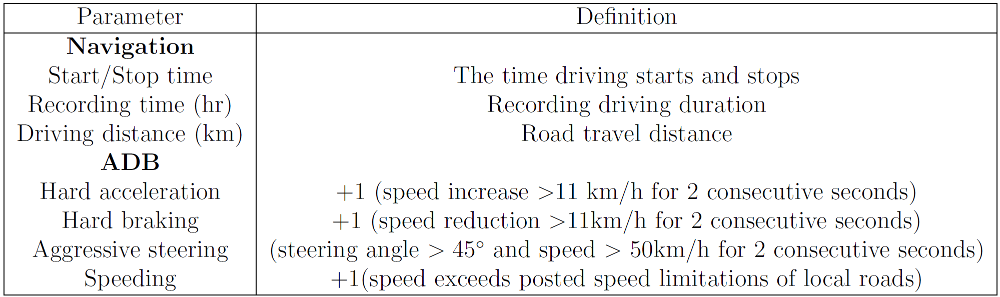 Parameter Definition
Navigation
Start/Stop time The time driving starts and stops
Recording time (hr) Recording driving duration
Driving distance (km) Road travel distance
ADB
Hard acceleration +1 (speed increase >11 km/h for 2 consecutive seconds)
Hard braking +1 (speed reduction >11km/h for 2 consecutive seconds)
Aggressive steering (steering angle > 45° and speed > 50km/h for 2 consecutive seconds)
Speeding +1(speed exceeds posted speed limitations of local roads)